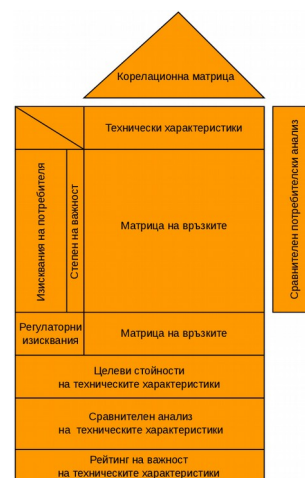 Корелационна матрица
Технически характеристики
Изисквания на потребителя
Степен на важност
Матрица на връзките
Сравнителен потребителски анализ
Регулаторни
изисквания
Матрица на връзките
Целеви стойности
на техническите характеристики
Сравнителен анализ
на техническите характеристики
Рейтинг на важност
на техническите характеристики